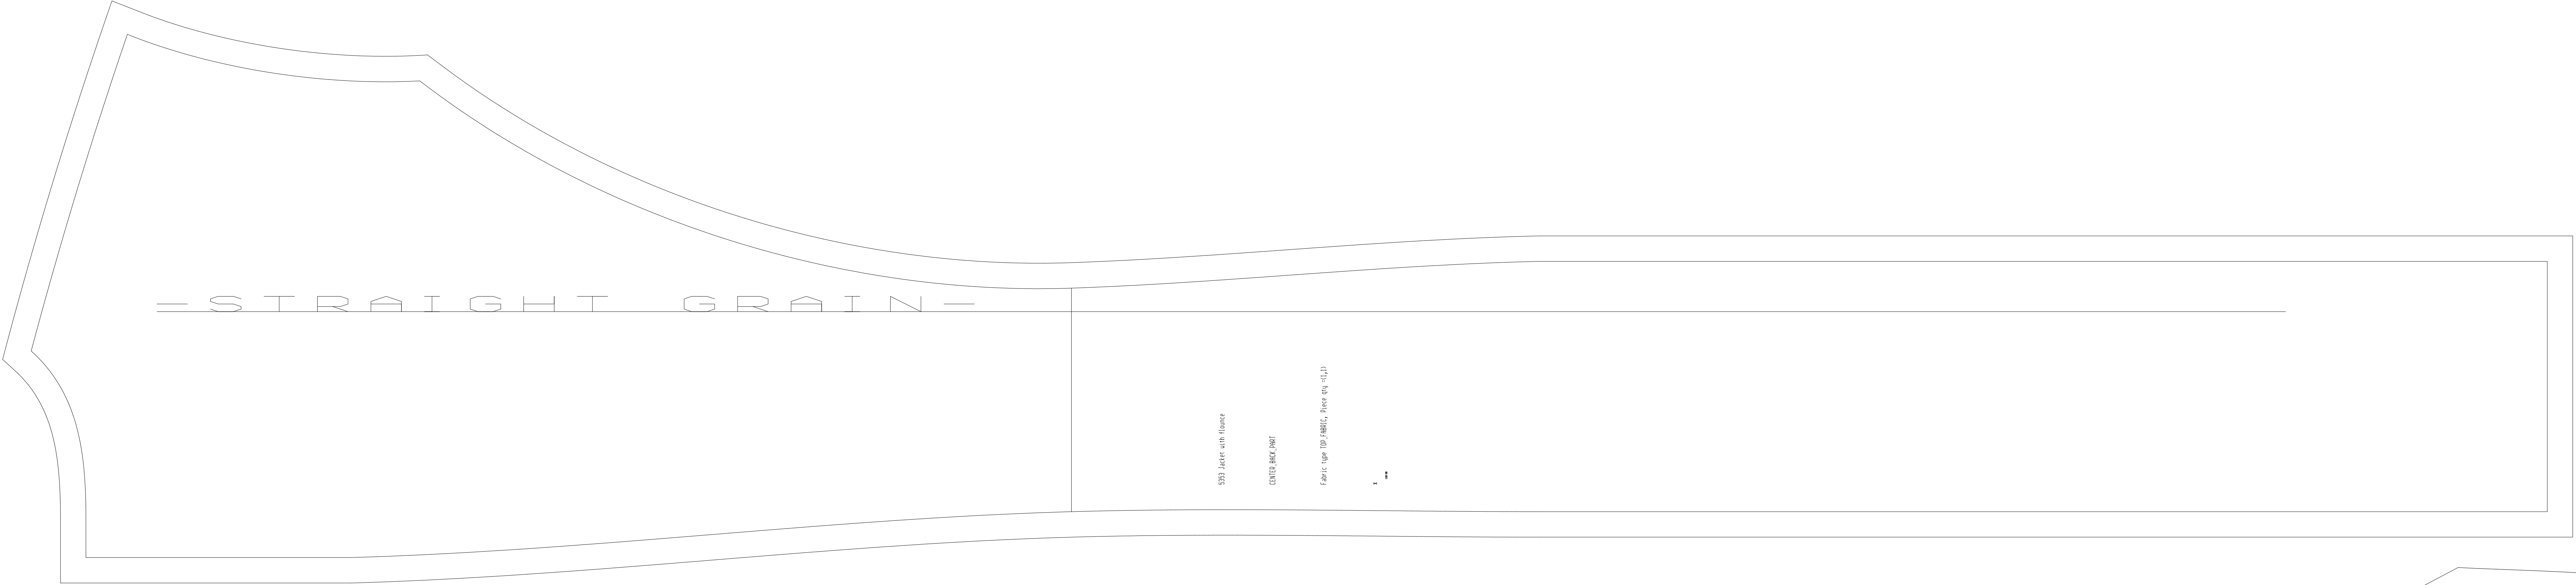 - STRAIGHT GRAIN -
5353 Jacket with flounce
CENTER_BACK_PART
Fabric type TOP_FABRIC, Piece qty =(1,1)